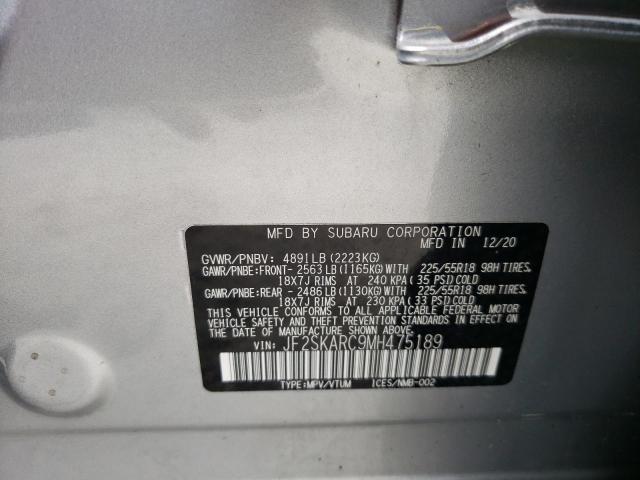 MFD BY SUBARU CORPORATION
MFD IN 12/20
GVWR/PNBV: 4891LB (2223KG)
GAWR/PNBE:FRONT- 2563LB(1165KG)WITH 225/55R18 98H TIRES.
18X7J RIMS AT 240 KPA( 35 PSI)COLD
GAWR/PNBE:REAR - 2486LB(1130KG)WITH 225/55R18 98H TIRES.
18X7J RIMS AT 230 KPA( 33 PSI)COLD
THIS VEHICLE CONFORMS TO ALL APPLICABLE FEDERAL MOTOR
VEHICLE SAFETY, BUMPER, AND THEFT PREVENTION
STANDARDS IN EFFECT ON THE DATE OF MANUFACTURE SHOWN ABOVE.
VIN: JF2SKARC9MH475189
TYPE:MPV/VTUM ICES/NMB-002